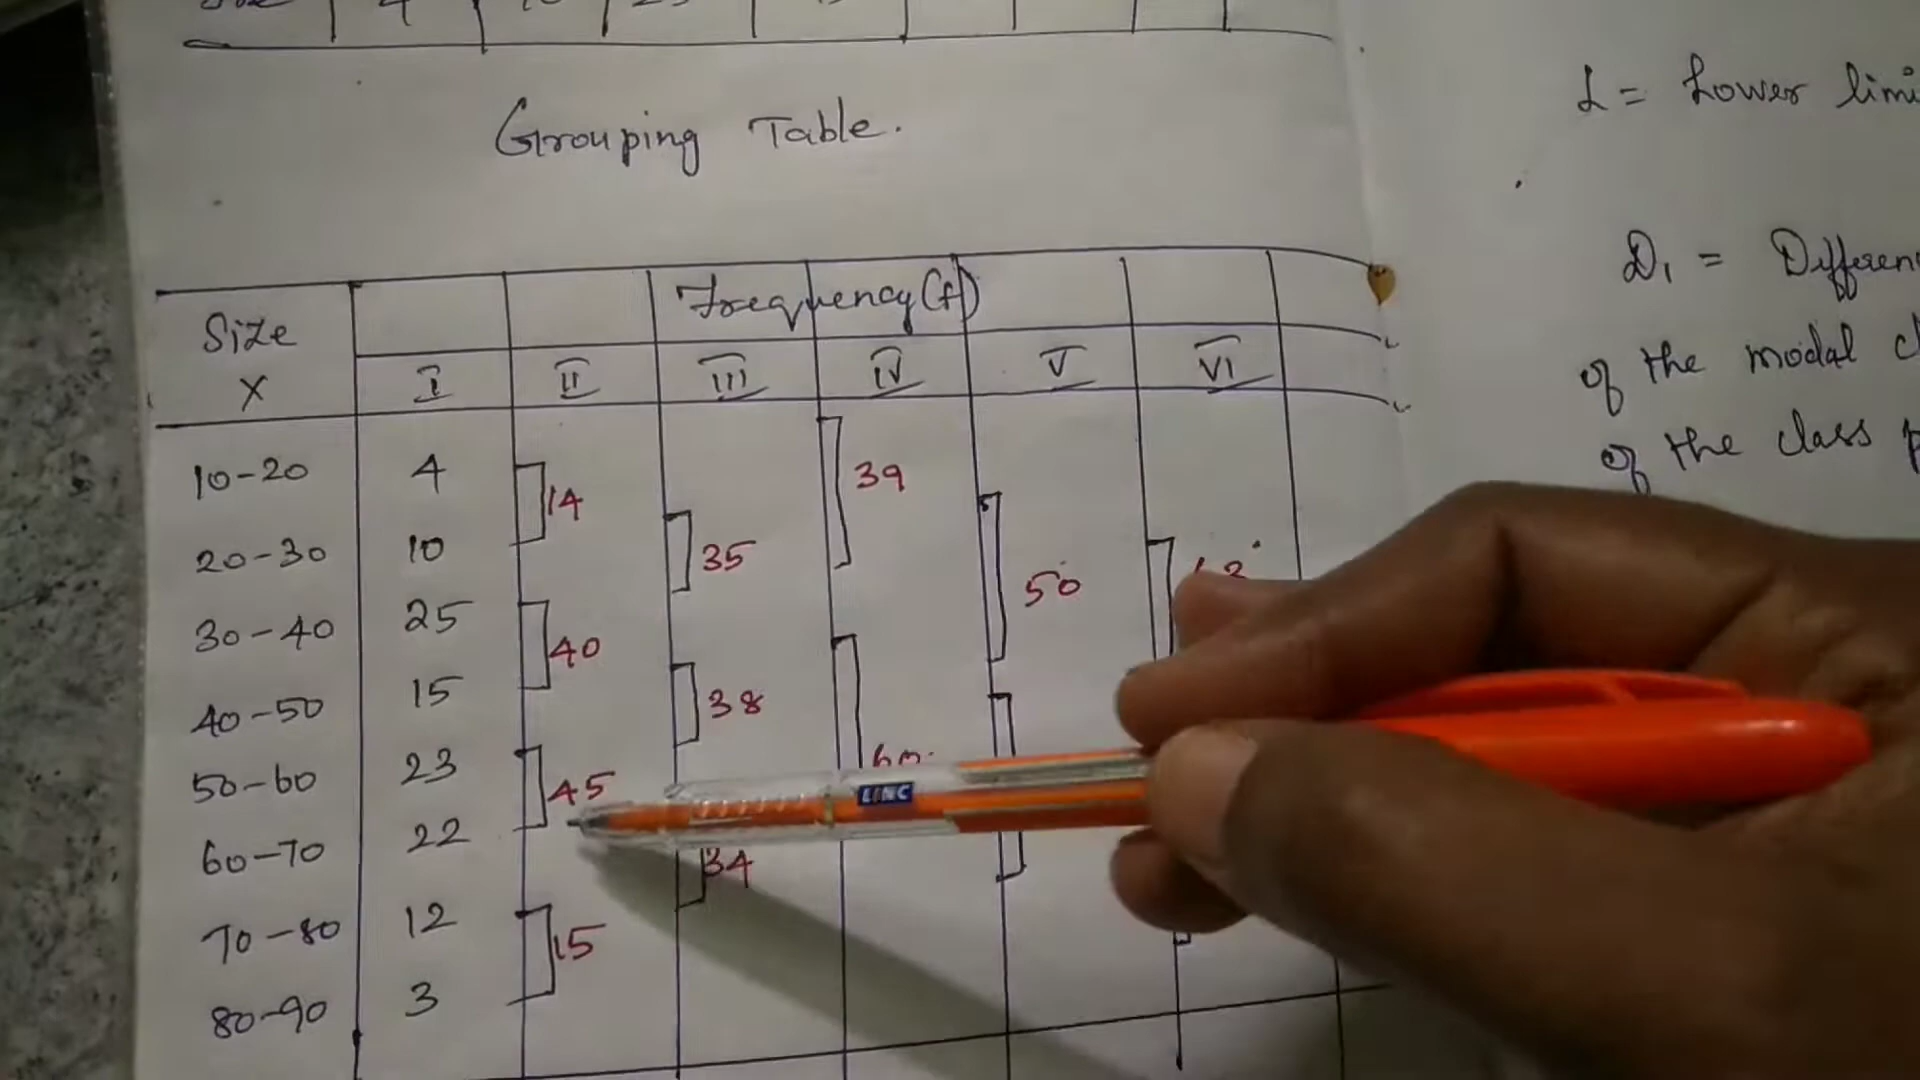 4
Grouping Table.
L = Lower
D1 =
of the modal
of the class
Size X
Frequency (f)
I II III IV V VI
10-20 4 14 39
20-30 10 35 50
30-40 25 40
40-50 15 38
50-60 23 45
60-70 22 34
70-80 12 15
80-90 3
LINC